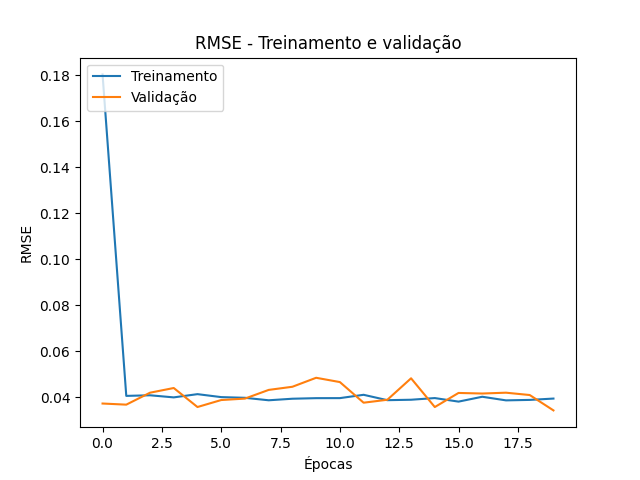 RMSE - Treinamento e validação
0.18
0.16
0.14
0.12
0.10
0.08
0.06
0.04
RMSE
Treinamento
Validação
0.0 2.5 5.0 7.5 10.0 12.5 15.0 17.5
Épocas